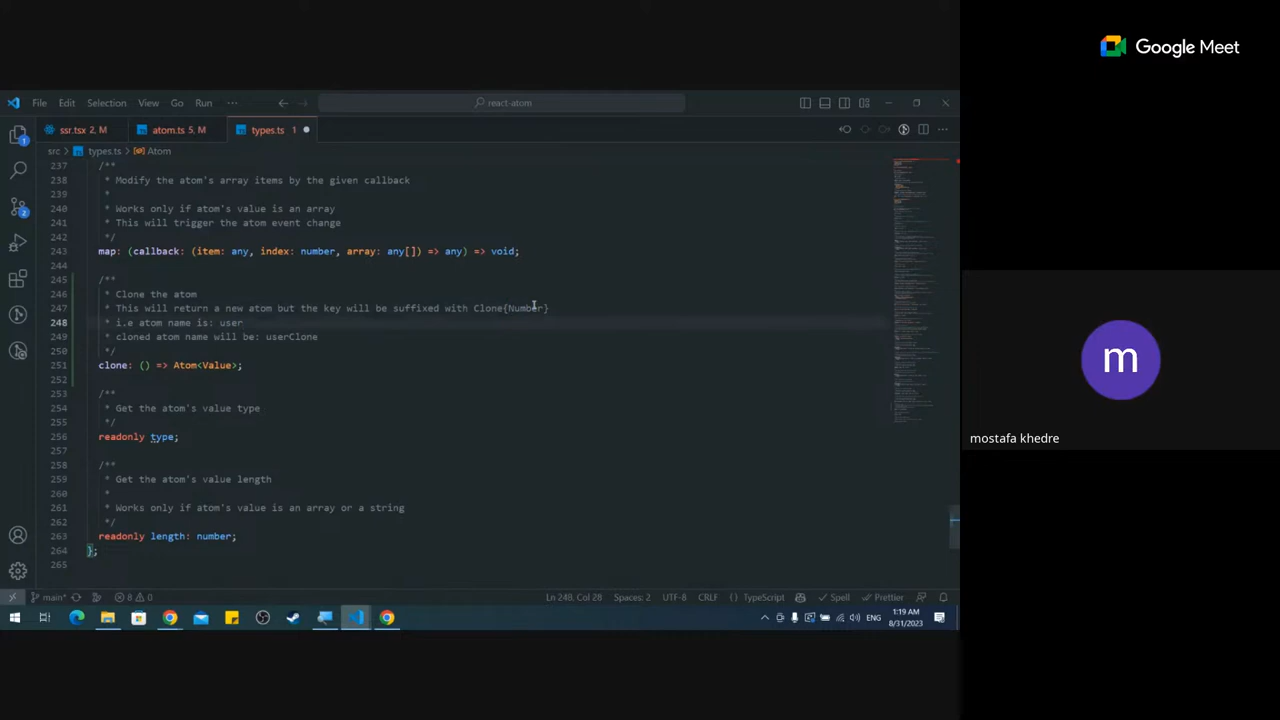 Google Meet
File Edit Selection View Go Run ··· react-atom
ssr.tsx 2, M atom.ts 5, M types.ts 1
src > types.ts > Atom
237 /**
238 * Modify the atom's array items by the given callback
239 *
240 * Works only if atom's value is an array
241 * This will trigger the atom event change
242 */
243 map: (callback: (item: any, index: number, array: any[]) => any) => void;
244
245 /**
246 * Clone the atom
247 * This will return a new atom but the key will be suffixed with Clone{Number}
248 * i.e atom name is: user
249 * cloned atom name will be: userClone
250 */
251 clone: () => Atom<Value>;
252
253 /**
254 * Get the atom's value type
255 */
256 readonly type;
257
258 /**
259 * Get the atom's value length
260 *
261 * Works only if atom's value is an array or a string
262 */
263 readonly length: number;
264 };
265
1
2
m
mostafa khedre
main* 8 0 Ln 248, Col 28 Spaces: 2 UTF-8 CRLF {} TypeScript Spell Prettier
ENG 1:19 AM
8/31/2023